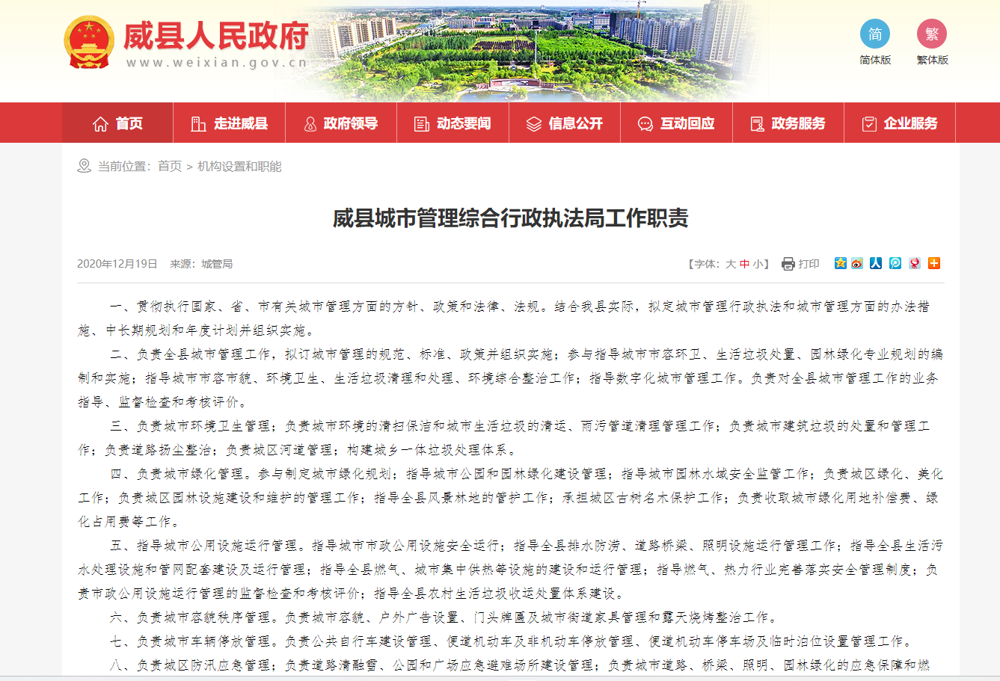 威县人民政府
www.weixian.gov.cn
简 繁
简体版 繁体版
首页 走进威县 政府领导 动态要闻 信息公开 互动回应 政务服务 企业服务
当前位置：首页 > 机构设置和职能
威县城市管理综合行政执法局工作职责
2020年12月19日 来源：城管局 【字体：大 中 小】 打印
一、贯彻执行国家、省、市有关城市管理方面的方针、政策和法律、法规。结合我县实际，拟定城市管理行政执法和城市管理方面的办法措
施、中长期规划和年度计划并组织实施。
二、负责全县城市管理工作，拟订城市管理的规范、标准、政策并组织实施；参与指导城市市容环卫、生活垃圾处置、园林绿化专业规划的编
制和实施；指导城市市容市貌、环境卫生、生活垃圾清理和处理、环境综合整治工作；指导数字化城市管理工作。负责对全县城市管理工作的业务
指导、监督检查和考核评价。
三、负责城市环境卫生管理；负责城市环境的清扫保洁和城市生活垃圾的清运、雨污管道清理管理工作；负责城市建筑垃圾的处置和管理工
作；负责道路扬尘整治；负责城区河道管理；构建城乡一体垃圾处理体系。
四、负责城市绿化管理。参与制定城市绿化规划；指导城市公园和园林绿化建设管理；指导城市园林水域安全监管工作；负责城区绿化、美化
工作；负责城区园林设施建设和维护的管理工作；指导全县风景林地的管护工作；承担城区古树名木保护工作；负责收取城市绿化用地补偿费、绿
化占用费等工作。
五、指导城市公用设施运行管理。指导城市市政公用设施安全运行；指导全县排水防涝、道路桥梁、照明设施运行管理工作；指导全县生活污
水处理设施和管网配套建设及运行管理；指导全县燃气、城市集中供热等设施的建设和运行管理；指导燃气、热力行业完善落实安全管理制度；负
责市政公用设施运行管理的监督检查和考核评价；指导全县农村生活垃圾收运处置体系建设。
六、负责城市容貌秩序管理。负责城市容貌、户外广告设置、门头牌匾及城市街道家具管理和露天烧烤整治工作。
七、负责城市车辆停放管理。负责公共自行车建设管理、便道机动车及非机动车停放管理、便道机动车停车场及临时泊位设置管理工作。
八、负责城区防汛应急管理；负责道路清融雪、公园和广场应急避难场所建设管理；负责城市道路、桥梁、照明、园林绿化的应急保障和燃